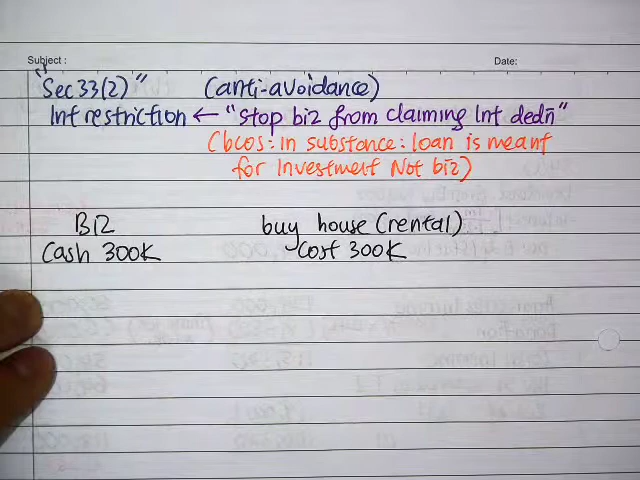 Subject :
Date:
"Sec 33(2)" (anti-avoidance)
Int restriction ← "stop biz from claiming Int dedn̄"
(bcos: in substance: loan is meant
for Investment Not biz)
Biz buy house (rental)
Cash 300K Cost 300K